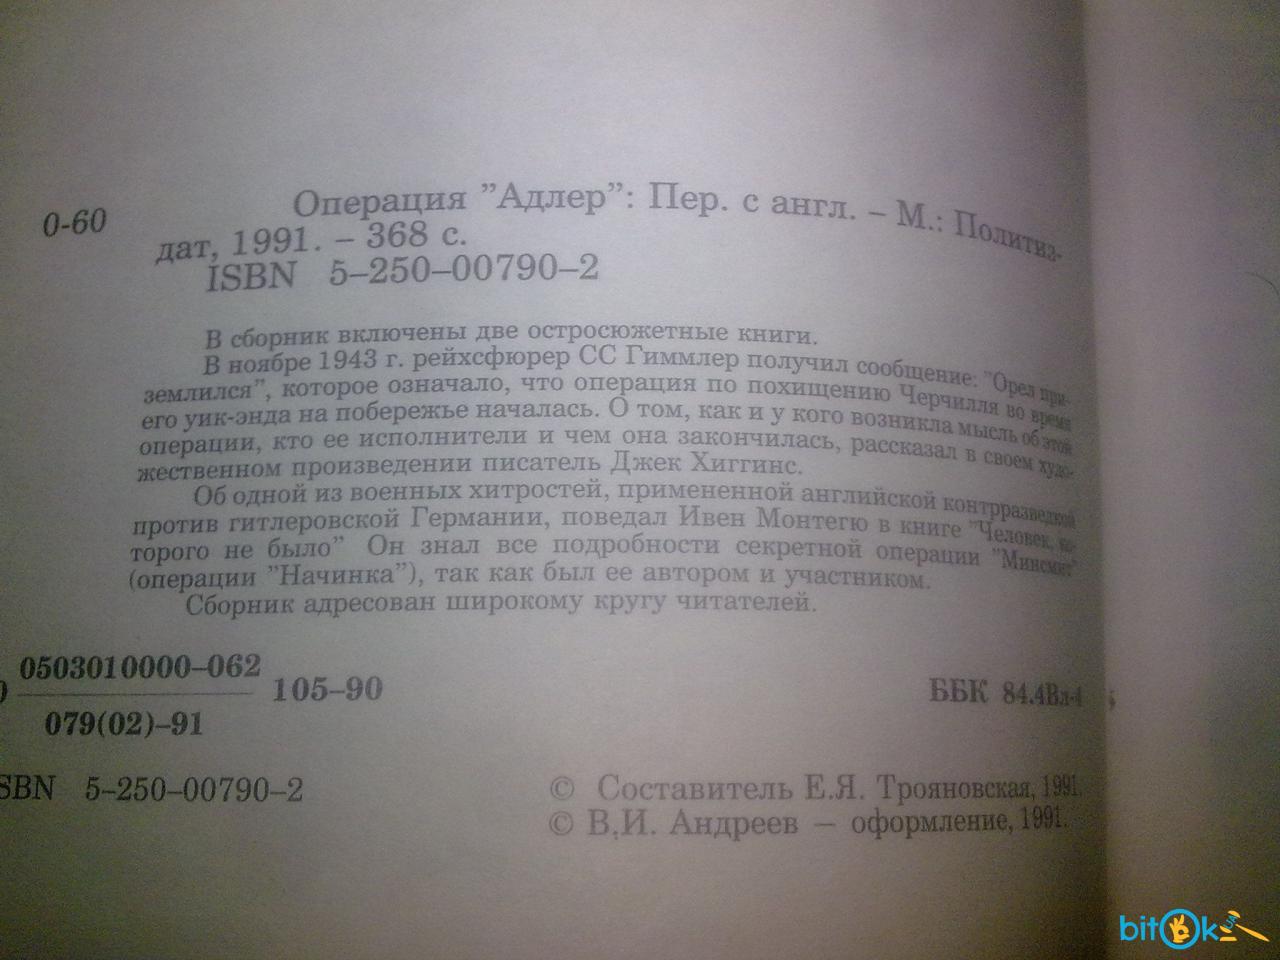 0-60
Операция "Адлер": Пер. с англ. – М.: Политиз-
дат, 1991. – 368 с.
ISBN 5–250–00790–2
В сборник включены две остросюжетные книги.
В ноябре 1943 г. рейхсфюрер СС Гиммлер получил сообщение: "Орел при-
землился", которое означало, что операция по похищению Черчилля во время
его уик-энда на побережье началась. О том, как и у кого возникла мысль об этой
операции, кто ее исполнители и чем она закончилась, рассказал в своем худо-
жественном произведении писатель Джек Хиггинс.
Об одной из военных хитростей, примененной английской контрразведкой
против гитлеровской Германии, поведал Ивен Монтегю в книге "Человек, ко-
торого не было" Он знал все подробности секретной операции "Минсмит"
(операции "Начинка"), так как был ее автором и участником.
Сборник адресован широкому кругу читателей.
0503010000–062
079(02)–91
105–90
ББК 84.4Вл-4
SBN 5–250–00790–2
© Составитель Е.Я. Трояновская, 1991.
© В.И. Андреев – оформление, 1991.
bitOk UA